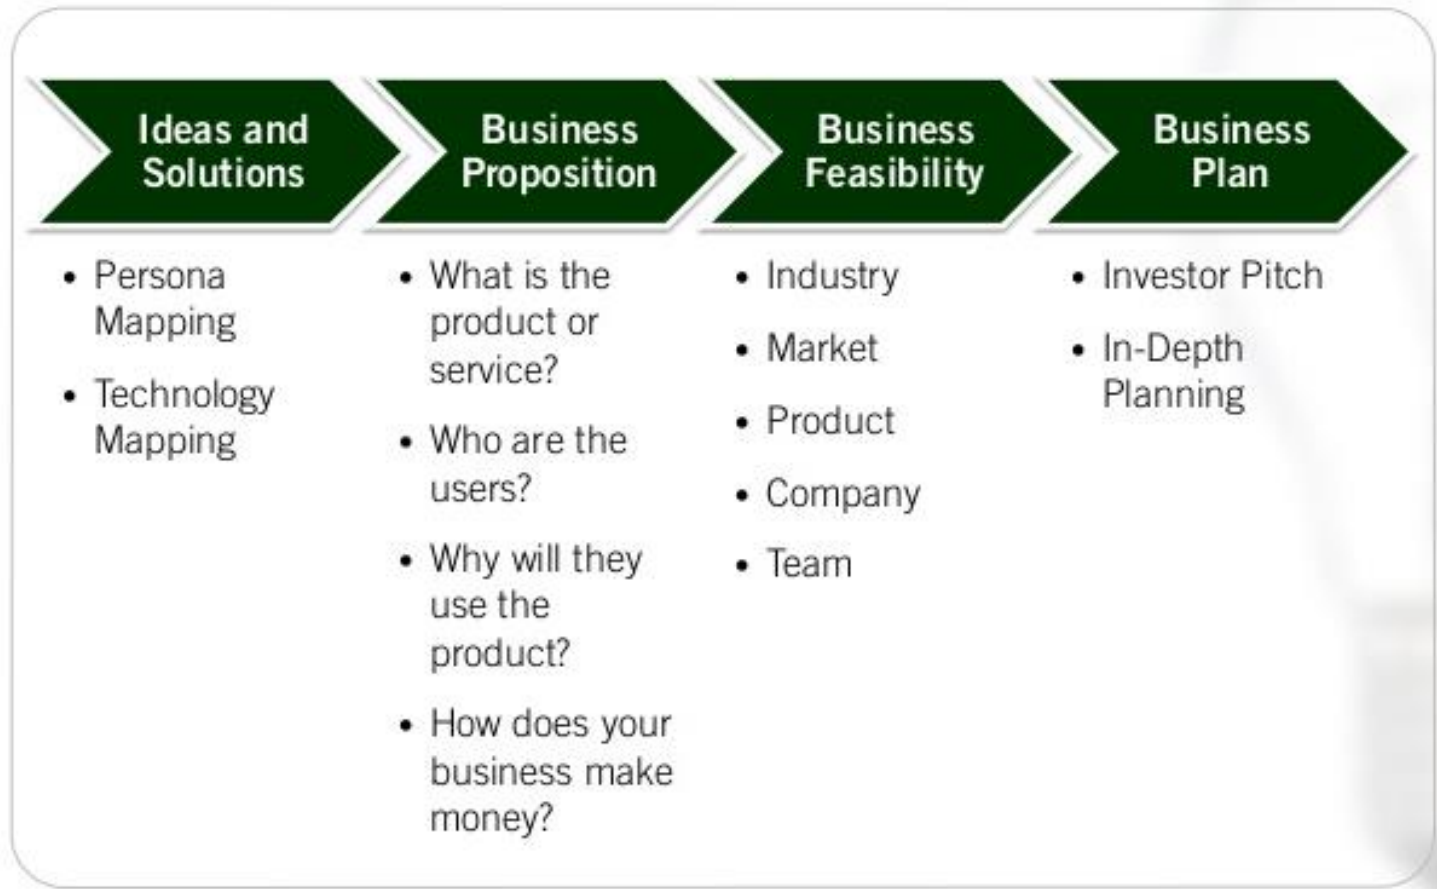 Ideas and
Solutions
• Persona
Mapping
• Technology
Mapping
Business
Proposition
• What is the
product or
service?
• Who are the
users?
• Why will they
use the
product?
• How does your
business make
money?
Business
Feasibility
• Industry
• Market
• Product
• Company
• Team
Business
Plan
• Investor Pitch
• In-Depth
Planning